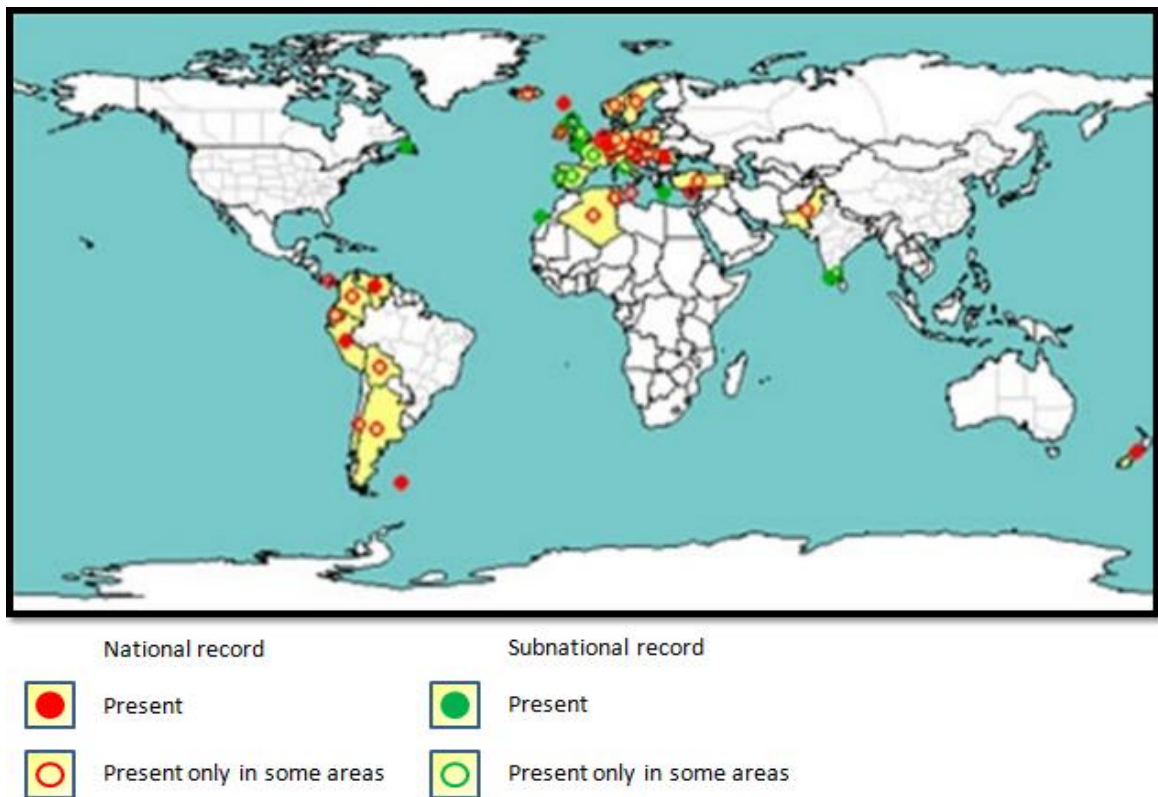 National record
Subnational record
Present
Present
Present only in some areas
Present only in some areas